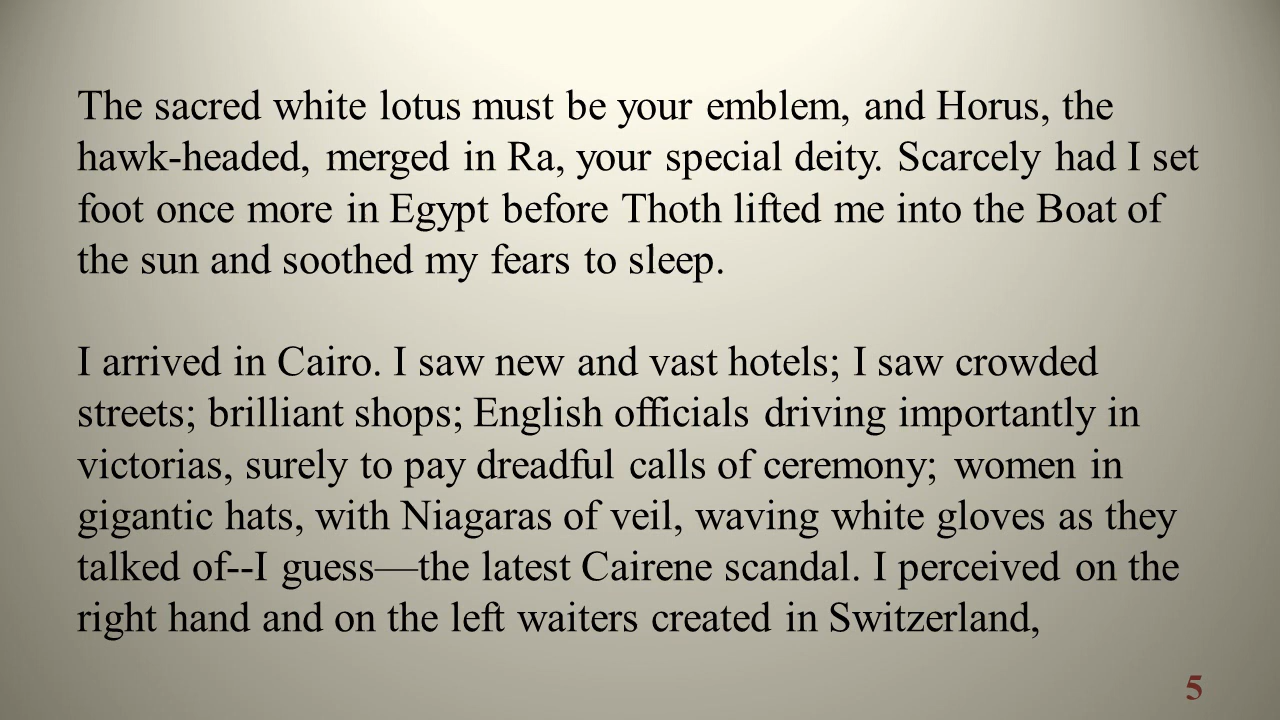 The sacred white lotus must be your emblem, and Horus, the
hawk-headed, merged in Ra, your special deity. Scarcely had I set
foot once more in Egypt before Thoth lifted me into the Boat of
the sun and soothed my fears to sleep.
I arrived in Cairo. I saw new and vast hotels; I saw crowded
streets; brilliant shops; English officials driving importantly in
victorias, surely to pay dreadful calls of ceremony; women in
gigantic hats, with Niagaras of veil, waving white gloves as they
talked of--I guess—the latest Cairene scandal. I perceived on the
right hand and on the left waiters created in Switzerland,
5